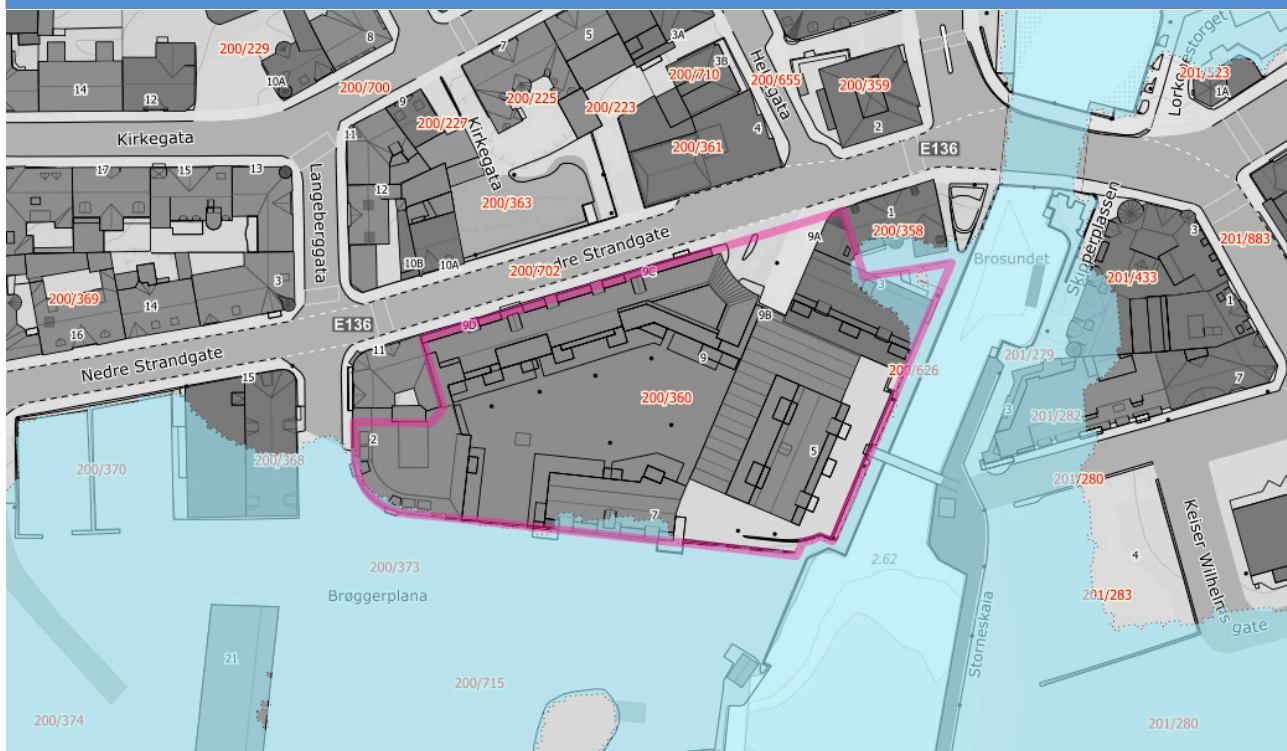 8
7
5
3A
200/229
10A
200/700
14
12
Kirkegata
9
200/227
Kirkegata
200/225
200/223
200/710
3B
Hellegata
200/655
200/359
2
4
200/361
E136
Lorkenestorget
201/523
1A
11
17
15
13
Langeberggata
12
10B
10A
200/363
Nedre Strandgate
200/702
9C
9D
9A
1
200/358
3
Brosundet
Skipperplassen
201/433
3
1
201/883
200/369
14
16
3
E136
Nedre Strandgate
11
15
9B
9
200/626
201/279
3
201/282
7
200/360
2
5
7
200/370
200/368
201/280
Keiser Wilhelms gate
4
201/283
200/373
Brøggerplana
2.62
Storneskaia
21
200/715
200/374
201/280